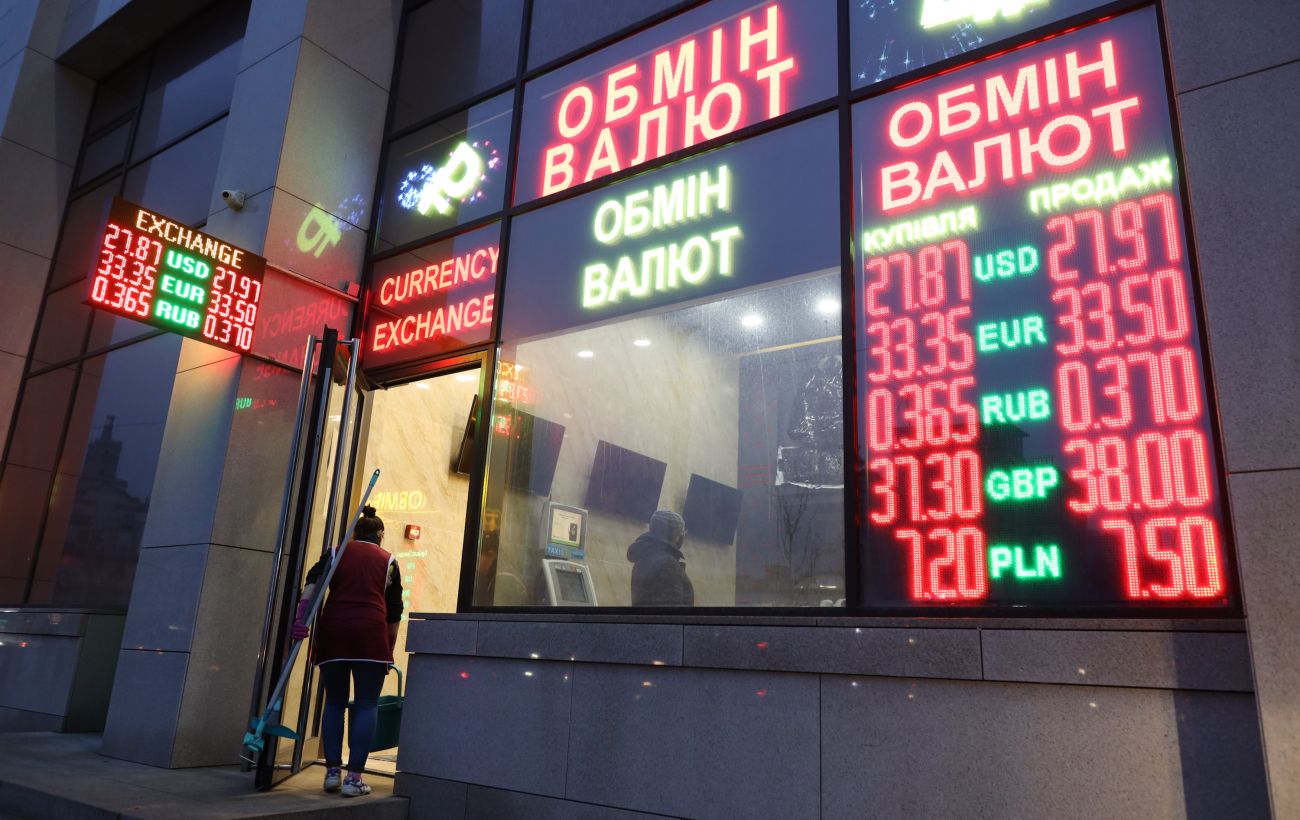 EXCHANGE
27.87 USD 27.97
33.35 EUR 33.50
0.365 RUB 0.370
CURRENCY
EXCHANGE
ОБМІН
ВАЛЮТ
ОБМІН
ВАЛЮТ
TAXI
ОБМІН
ВАЛЮТ
КУПІВЛЯ ПРОДАЖ
27.87 USD 27.97
33.35 EUR 33.50
0.365 RUB 0.370
37.30 GBP 38.00
7.20 PLN 7.50